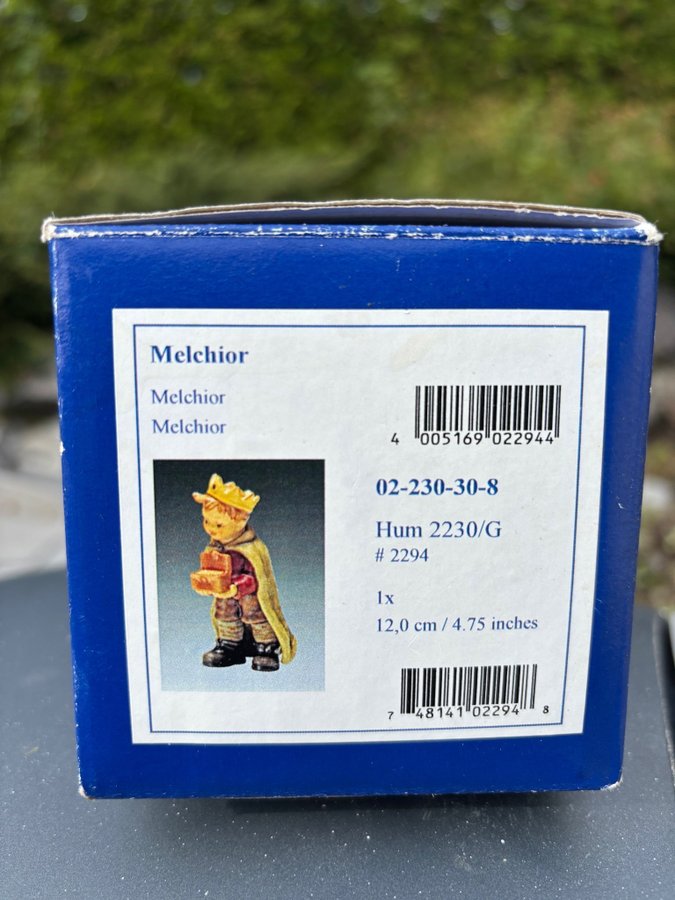 Melchior
Melchior
Melchior
4 005169 022944
02-230-30-8
Hum 2230/G
# 2294
1x
12,0 cm / 4.75 inches
7 48141 02294 8